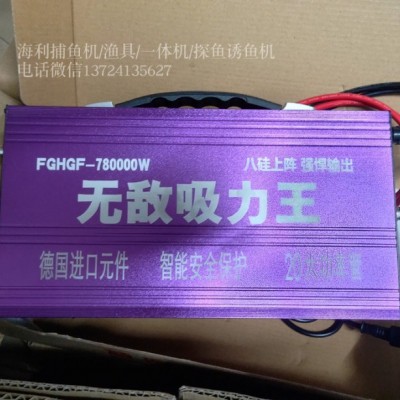 海利捕鱼机/渔具/一体机/探鱼诱鱼机
电话微信13724135627
FGHGF-780000W
八硅上阵 强悍输出
无敌吸力王
德国进口元件 智能安全保护